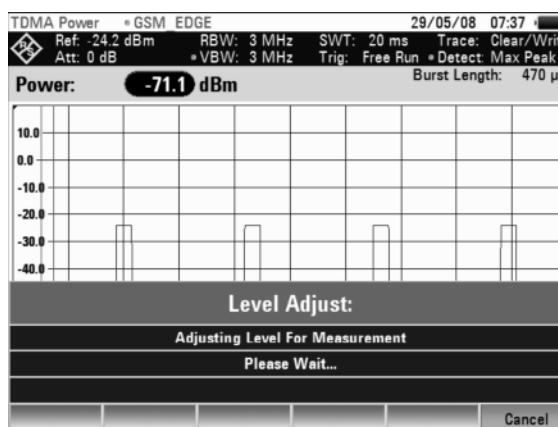 TDMA Power • GSM_EDGE 29/05/08 07:37
Ref: -24.2 dBm RBW: 3 MHz SWT: 20 ms Trace: Clear/Writ
Att: 0 dB • VBW: 3 MHz Trig: Free Run • Detect: Max Peak
Power: -71.1 dBm Burst Length: 470 µ
10.0
0.0
-10.0
-20.0
-30.0
-40.0
Level Adjust:
Adjusting Level For Measurement
Please Wait...
Cancel